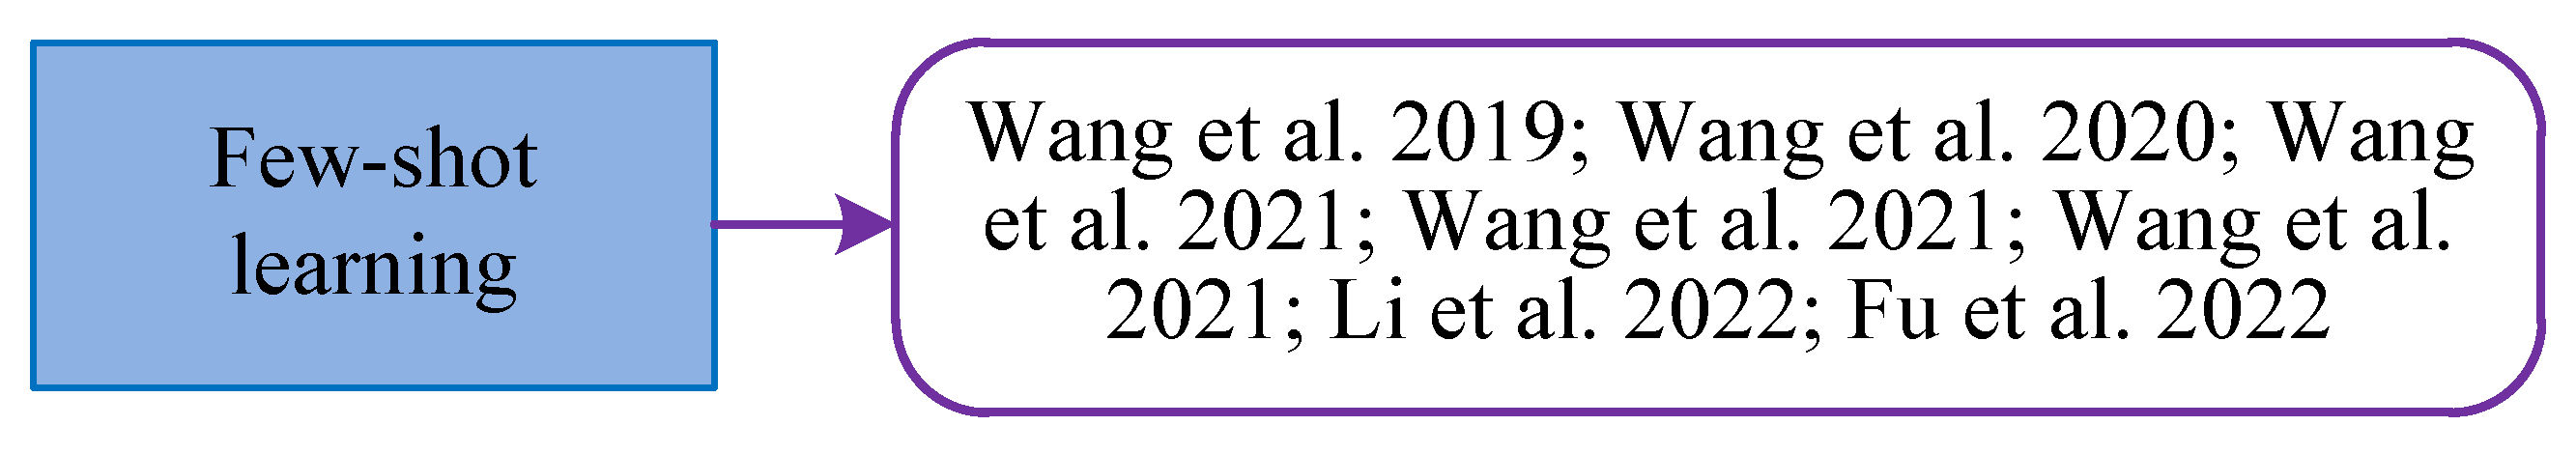 Few-shot
learning
Wang et al. 2019; Wang et al. 2020; Wang
et al. 2021; Wang et al. 2021; Wang et al.
2021; Li et al. 2022; Fu et al. 2022